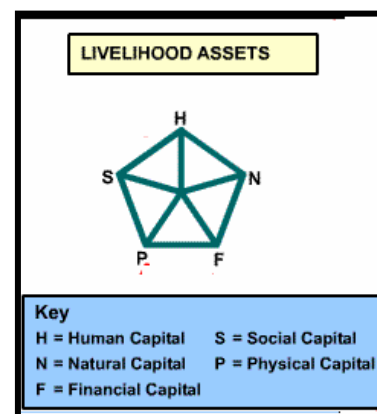 LIVELIHOOD ASSETS
H
S
N
P
F
Key
H = Human Capital S = Social Capital
N = Natural Capital P = Physical Capital
F = Financial Capital